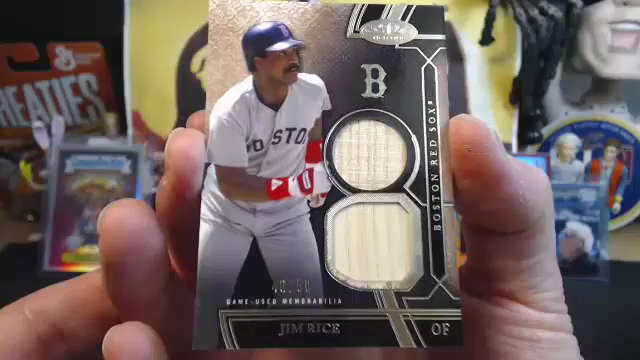 WHEATIES
B
BOSTON
BOSTON RED SOX
GAME-USED MEMORABILIA
JIM RICE
OF